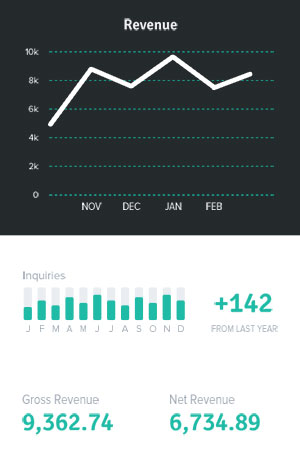 Revenue
10k
8k
6k
4k
2k
0
NOV DEC JAN FEB
Inquiries
J F M A M J J A S O N D
+142
FROM LAST YEAR
Gross Revenue Net Revenue
9,362.74 6,734.89